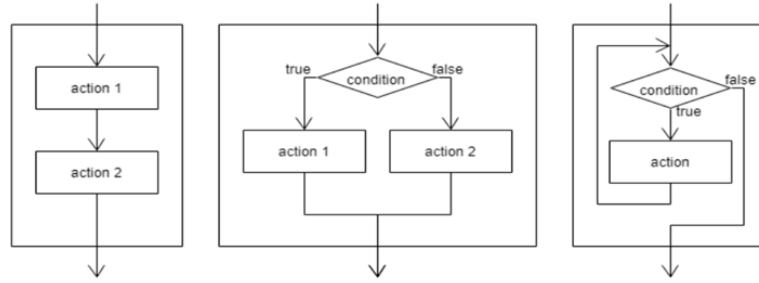 action 1
action 2
true
false
condition
action 1
action 2
condition
false
true
action